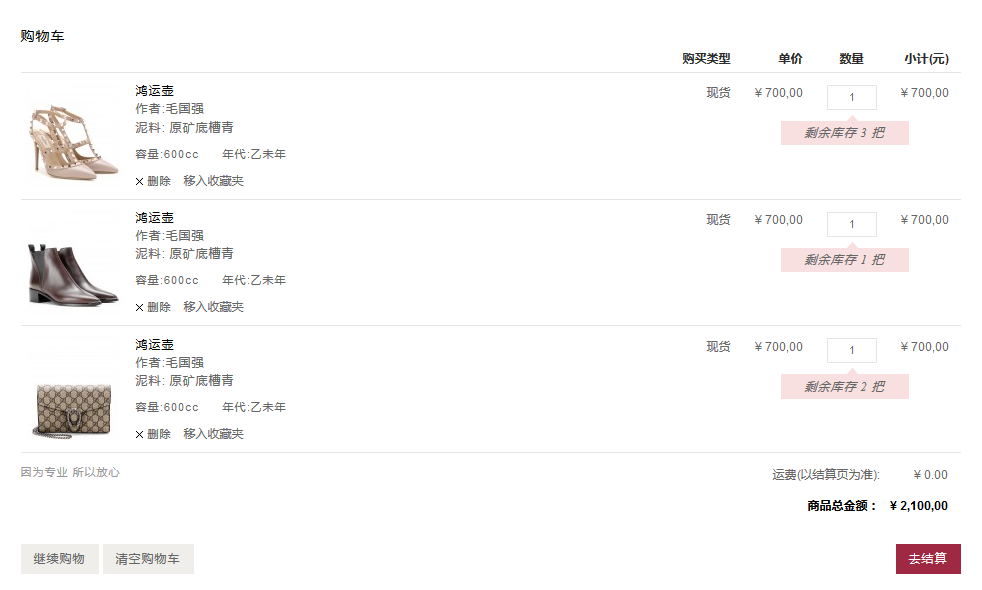 购物车
购买类型 单价 数量 小计(元)
鸿运壶
现货 ￥700,00 1 ￥700,00
作者:毛国强
泥料: 原矿底槽青
剩余库存 3 把
容量:600cc 年代:乙未年
× 删除 移入收藏夹
鸿运壶
现货 ￥700,00 1 ￥700,00
作者:毛国强
泥料: 原矿底槽青
剩余库存 1 把
容量:600cc 年代:乙未年
× 删除 移入收藏夹
鸿运壶
现货 ￥700,00 1 ￥700,00
作者:毛国强
泥料: 原矿底槽青
剩余库存 2 把
容量:600cc 年代:乙未年
× 删除 移入收藏夹
因为专业 所以放心
运费(以结算页为准): ￥0.00
商品总金额： ￥2,100,00
继续购物 清空购物车 去结算